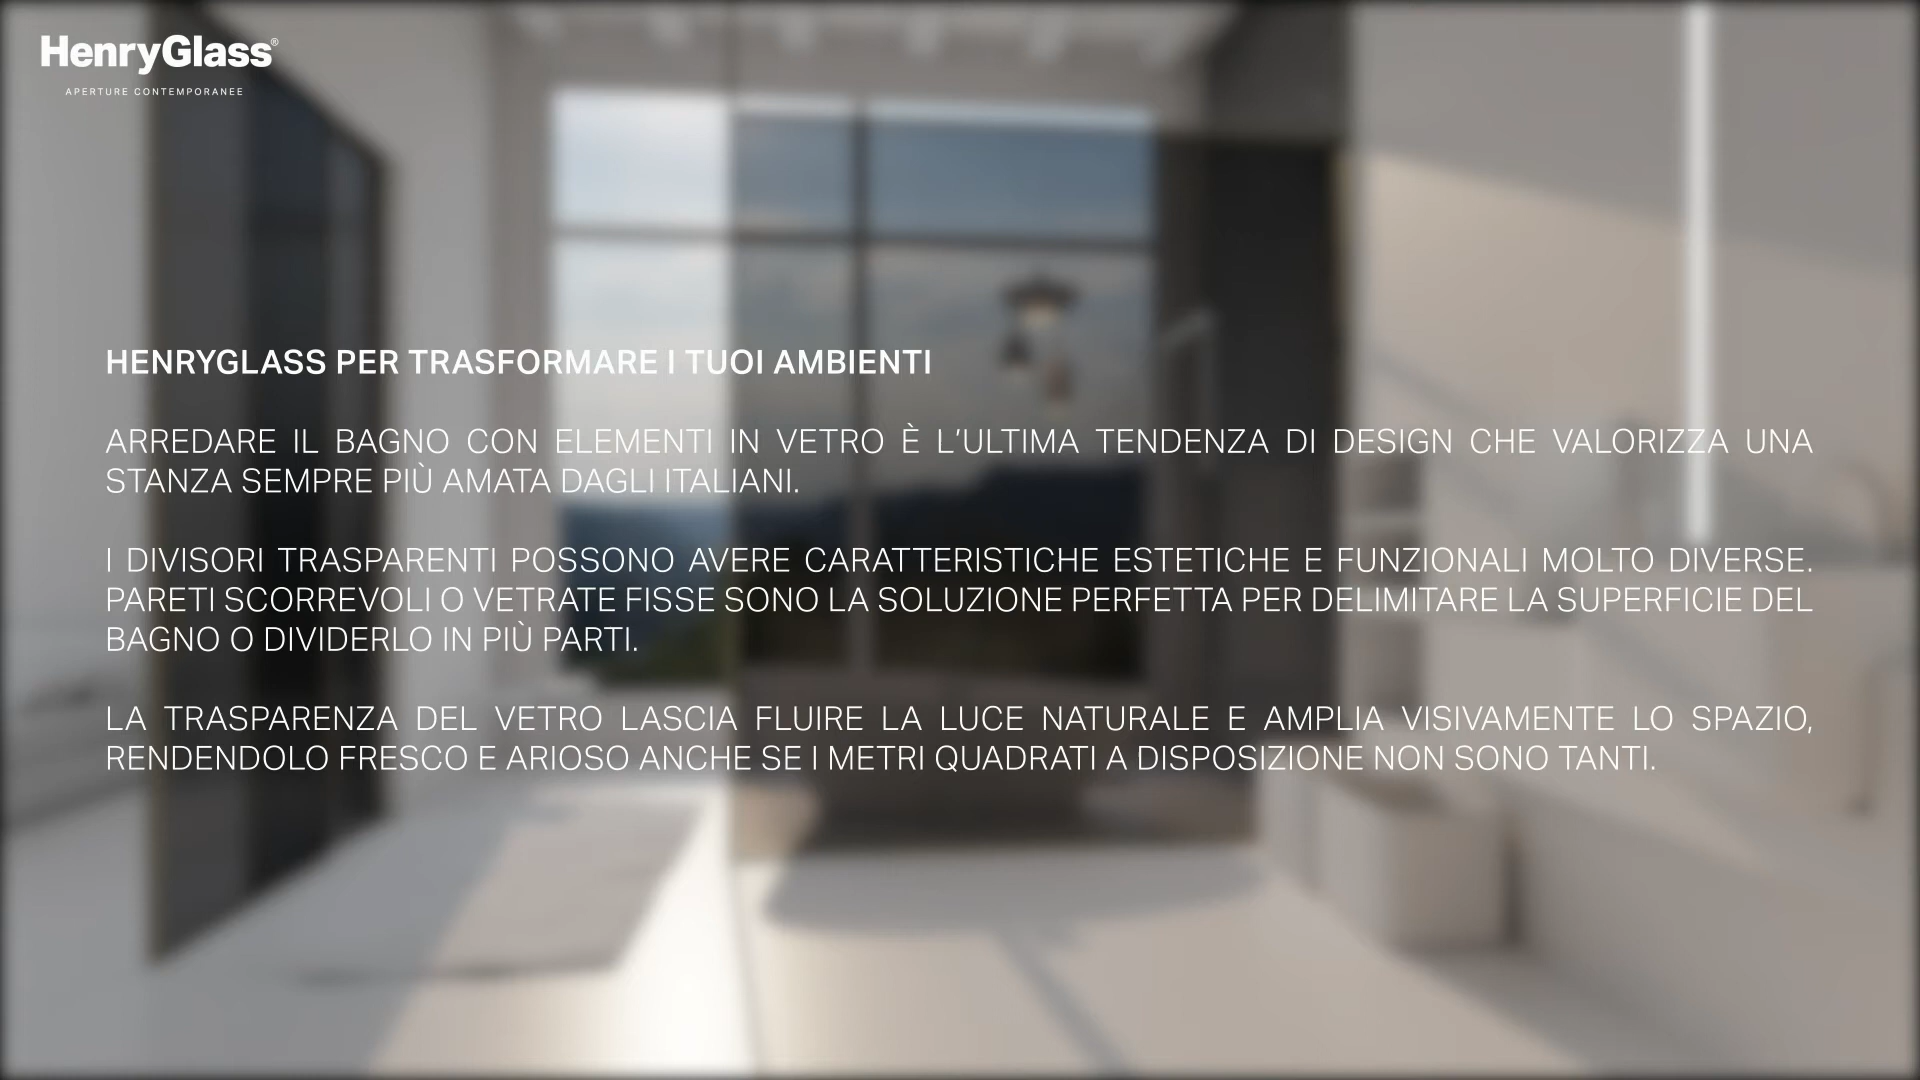 HenryGlass®
APERTURE CONTEMPORANEE
HENRYGLASS PER TRASFORMARE I TUOI AMBIENTI
ARREDARE IL BAGNO CON ELEMENTI IN VETRO È L'ULTIMA TENDENZA DI DESIGN CHE VALORIZZA UNA
STANZA SEMPRE PIÙ AMATA DAGLI ITALIANI.
I DIVISORI TRASPARENTI POSSONO AVERE CARATTERISTICHE ESTETICHE E FUNZIONALI MOLTO DIVERSE.
PARETI SCORREVOLI O VETRATE FISSE SONO LA SOLUZIONE PERFETTA PER DELIMITARE LA SUPERFICIE DEL
BAGNO O DIVIDERLO IN PIÙ PARTI.
LA TRASPARENZA DEL VETRO LASCIA FLUIRE LA LUCE NATURALE E AMPLIA VISIVAMENTE LO SPAZIO,
RENDENDOLO FRESCO E ARIOSO ANCHE SE I METRI QUADRATI A DISPOSIZIONE NON SONO TANTI.